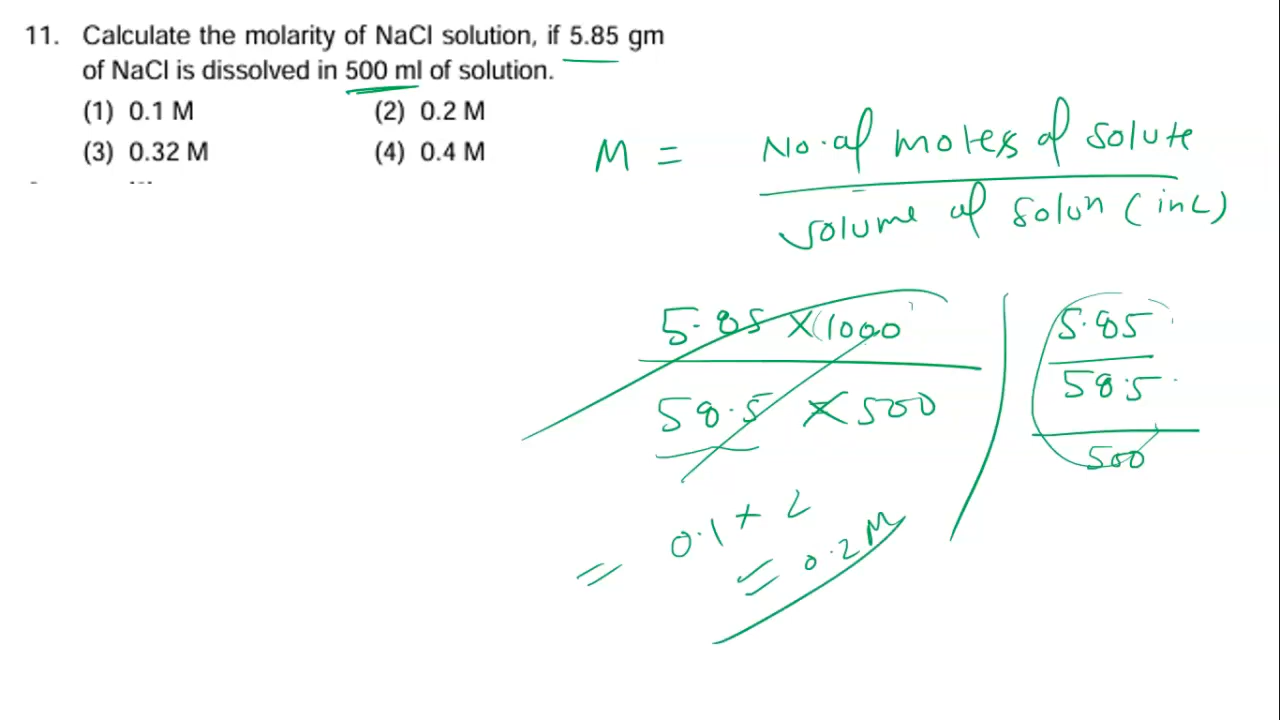 11. Calculate the molarity of NaCl solution, if 5.85 gm
of NaCl is dissolved in 500 ml of solution.
(1) 0.1 M (2) 0.2 M
(3) 0.32 M (4) 0.4 M
M = No. of moles of solute
volume of solun (in L)
5.85 × 1000
58.5 × 500
5.85
58.5
500
= 0.1 × 2
= 0.2 M